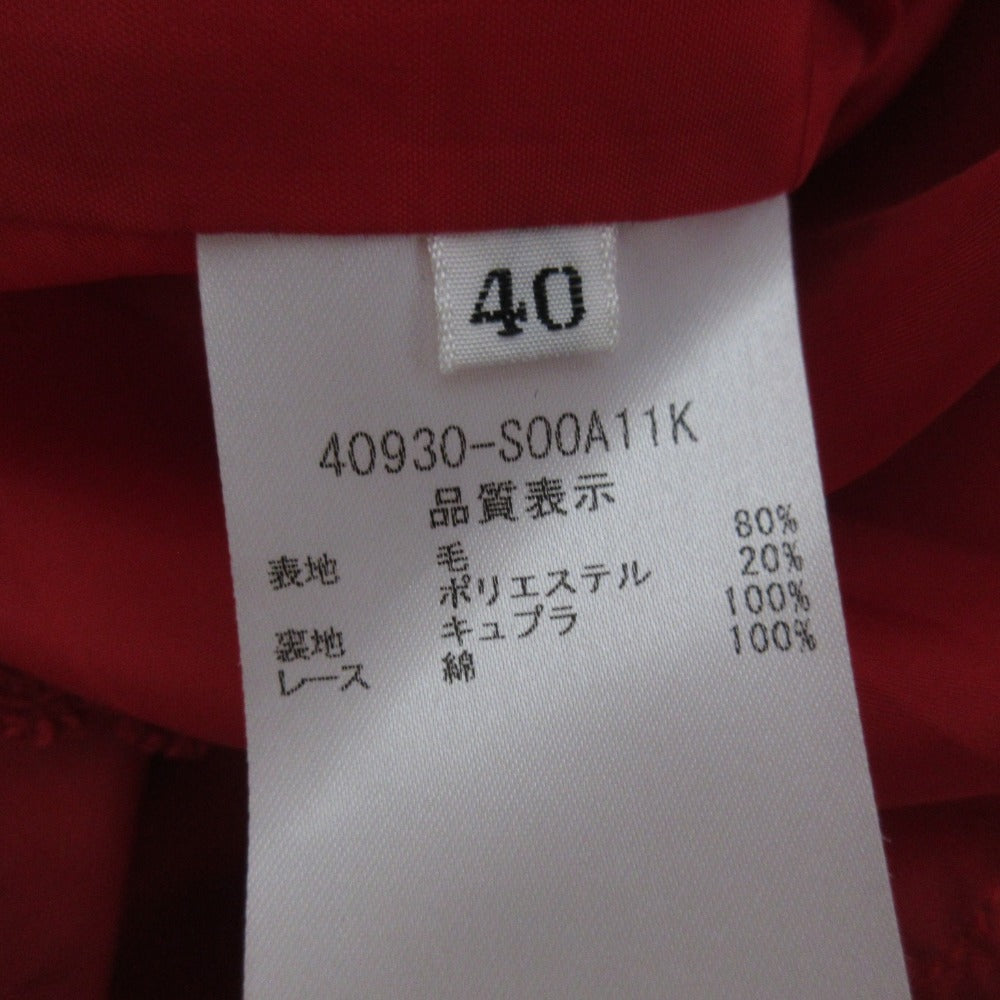 40
40930-S00A11K
品質表示
表地 毛 80%
ポリエステル 20%
裏地 キュプラ 100%
レース 綿 100%